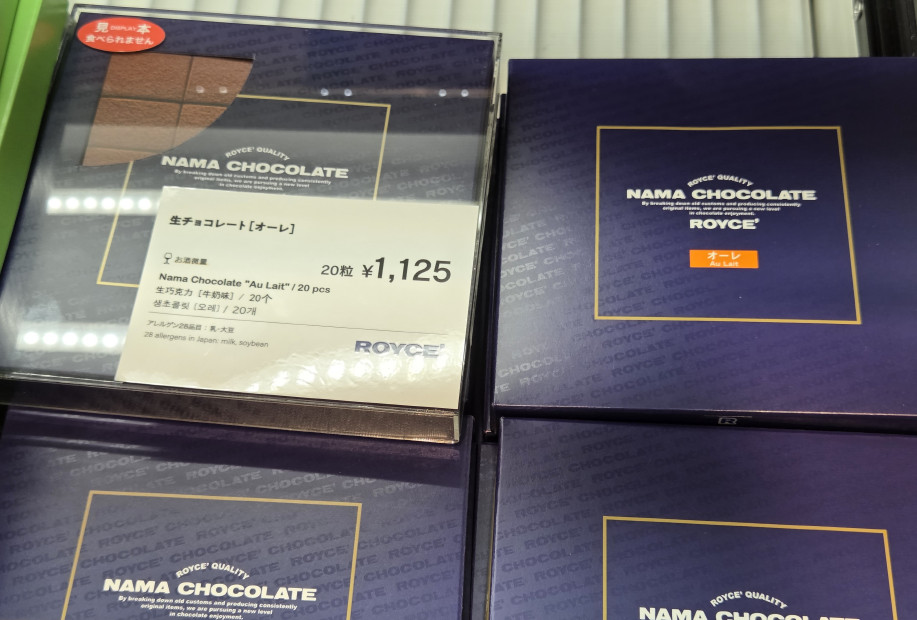 見 DISPLAY 本
食べられません
ROYCE' QUALITY
NAMA CHOCOLATE
By breaking down old customs and producing consistently
original items, we are pursuing a new level
in chocolate enjoyment.
生チョコレート[オーレ]
お酒微量
20粒 ¥1,125
Nama Chocolate "Au Lait" / 20 pcs
生巧克力 [牛奶味] / 20个
생초콜릿 [오레] / 20개
アレルゲン28品目:乳・大豆
28 allergens in Japan: milk, soybean
ROYCE'
ROYCE' QUALITY
NAMA CHOCOLATE
By breaking down old customs and producing consistently
original items, we are pursuing a new level
in chocolate enjoyment.
ROYCE'
オーレ
Au Lait
R
ROYCE' QUALITY
NAMA CHOCOLATE
By breaking down old customs and producing consistently
original items, we are pursuing a new level
in chocolate enjoyment.
ROYCE' QUALITY
NAMA CHOCOLATE